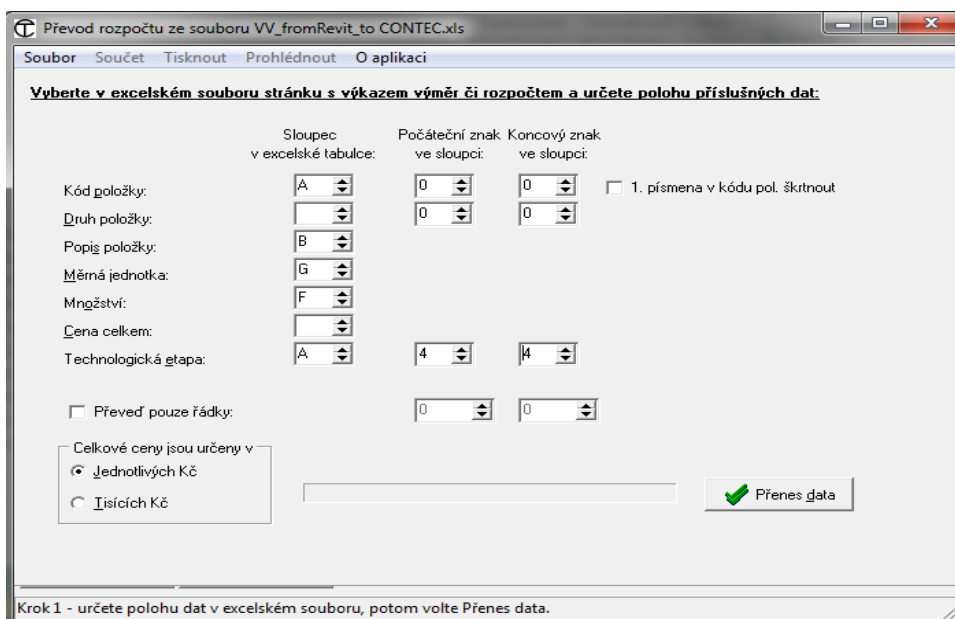 Převod rozpočtu ze souboru VV_fromRevit_to CONTEC.xls
Soubor Součet Tisknout Prohlédnout O aplikaci
Vyberte v excelském souboru stránku s výkazem výměr či rozpočtem a určete polohu příslušných dat:
Sloupec Počáteční znak Koncový znak
v excelské tabulce: ve sloupci: ve sloupci:
Kód položky: A 0 0 1. písmena v kódu pol. škrtnout
Druh položky: 0 0
Popis položky: B
Měrná jednotka: G
Množství: F
Cena celkem:
Technologická etapa: A 4 4
Převeď pouze řádky: 0 0
Celkové ceny jsou určeny v
Jednotlivých Kč
Tisících Kč
Přenes data
Krok 1 - určete polohu dat v excelském souboru, potom volte Přenes data.